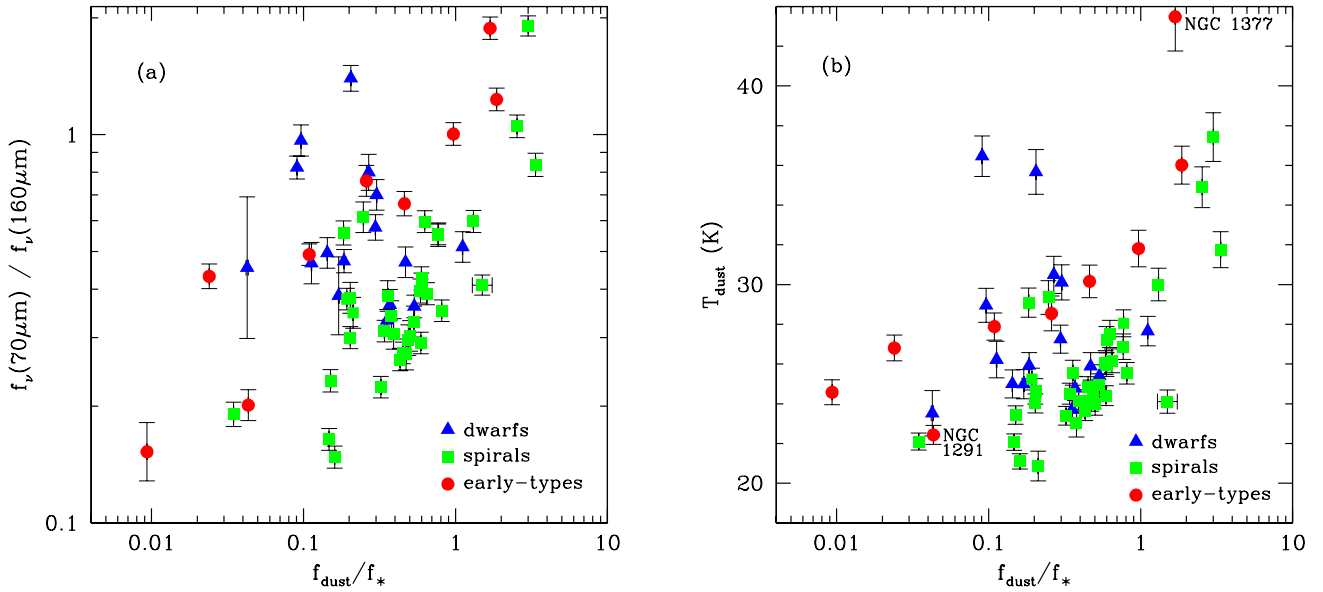 (a)
f_ν(70μm) / f_ν(160μm)
1
0.1
dwarfs
spirals
early-types
0.01
0.1
1
10
f_dust/f_*
(b)
NGC 1377
T_dust (K)
40
30
20
NGC
1291
dwarfs
spirals
early-types
0.01
0.1
1
10
f_dust/f_*